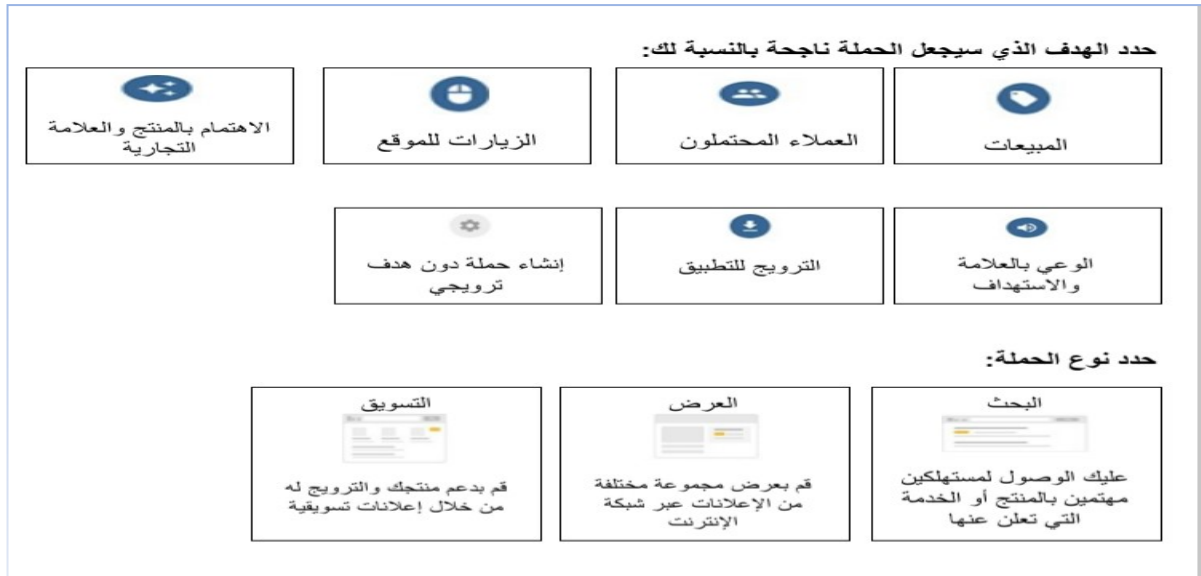 حدد الهدف الذي سيجعل الحملة ناجحة بالنسبة لك:
المبيعات
العملاء المحتملون
الزيارات للموقع
الاهتمام بالمنتج والعلامة
التجارية
الوعي بالعلامة
والاستهداف
الترويج للتطبيق
إنشاء حملة دون هدف
ترويجي
حدد نوع الحملة:
البحث
عليك الوصول لمستهلكين
مهتمين بالمنتج أو الخدمة
التي تعلن عنها
العرض
قم بعرض مجموعة مختلفة
من الإعلانات عبر شبكة
الإنترنت
التسويق
قم بدعم منتجك والترويج له
من خلال إعلانات تسويقية